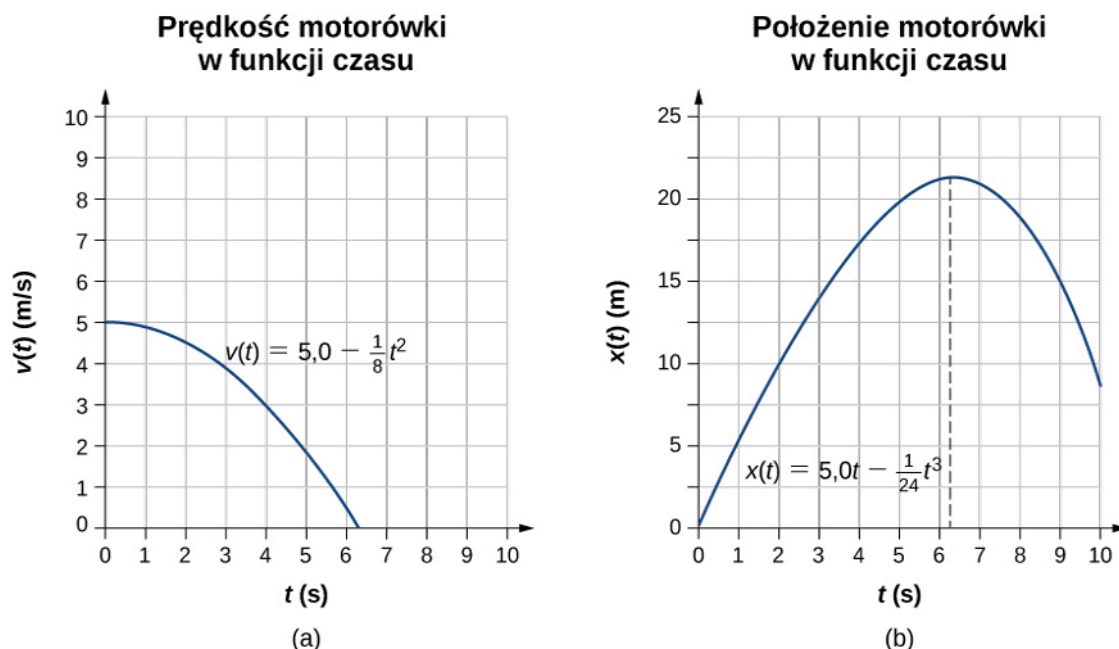 Prędkość motorówki
w funkcji czasu
v(t) (m/s)
10
9
8
7
6
5
4
3
2
1
0
v(t) = 5,0 − 1/8 t²
0 1 2 3 4 5 6 7 8 9 10
t (s)
(a)
Położenie motorówki
w funkcji czasu
x(t) (m)
25
20
15
10
5
0
x(t) = 5,0t − 1/24 t³
0 1 2 3 4 5 6 7 8 9 10
t (s)
(b)